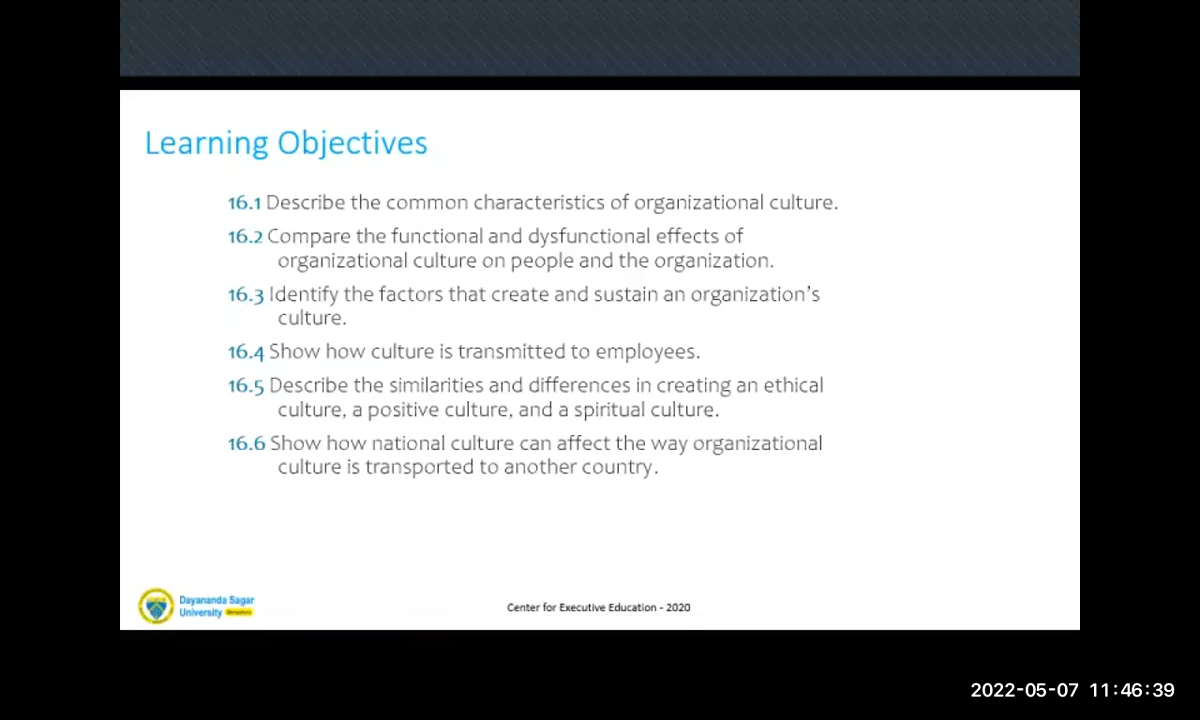 Learning Objectives
16.1 Describe the common characteristics of organizational culture.
16.2 Compare the functional and dysfunctional effects of
organizational culture on people and the organization.
16.3 Identify the factors that create and sustain an organization’s
culture.
16.4 Show how culture is transmitted to employees.
16.5 Describe the similarities and differences in creating an ethical
culture, a positive culture, and a spiritual culture.
16.6 Show how national culture can affect the way organizational
culture is transported to another country.
Dayananda Sagar
University
Center for Executive Education - 2020
2022-05-07 11:46:39